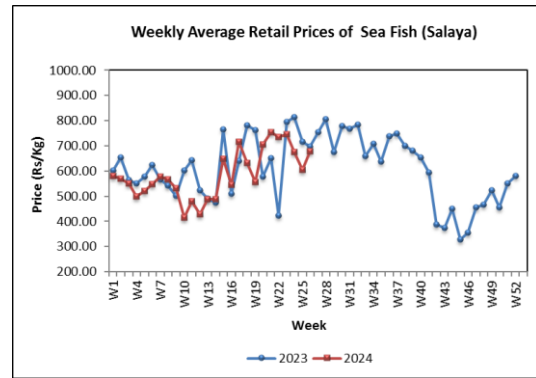 Weekly Average Retail Prices of Sea Fish (Salaya)
1000.00
900.00
800.00
700.00
600.00
500.00
400.00
300.00
200.00
Price (Rs/Kg)
W1
W4
W7
W10
W13
W16
W19
W22
W25
W28
W31
W34
W37
W40
W43
W46
W49
W52
Week
2023
2024